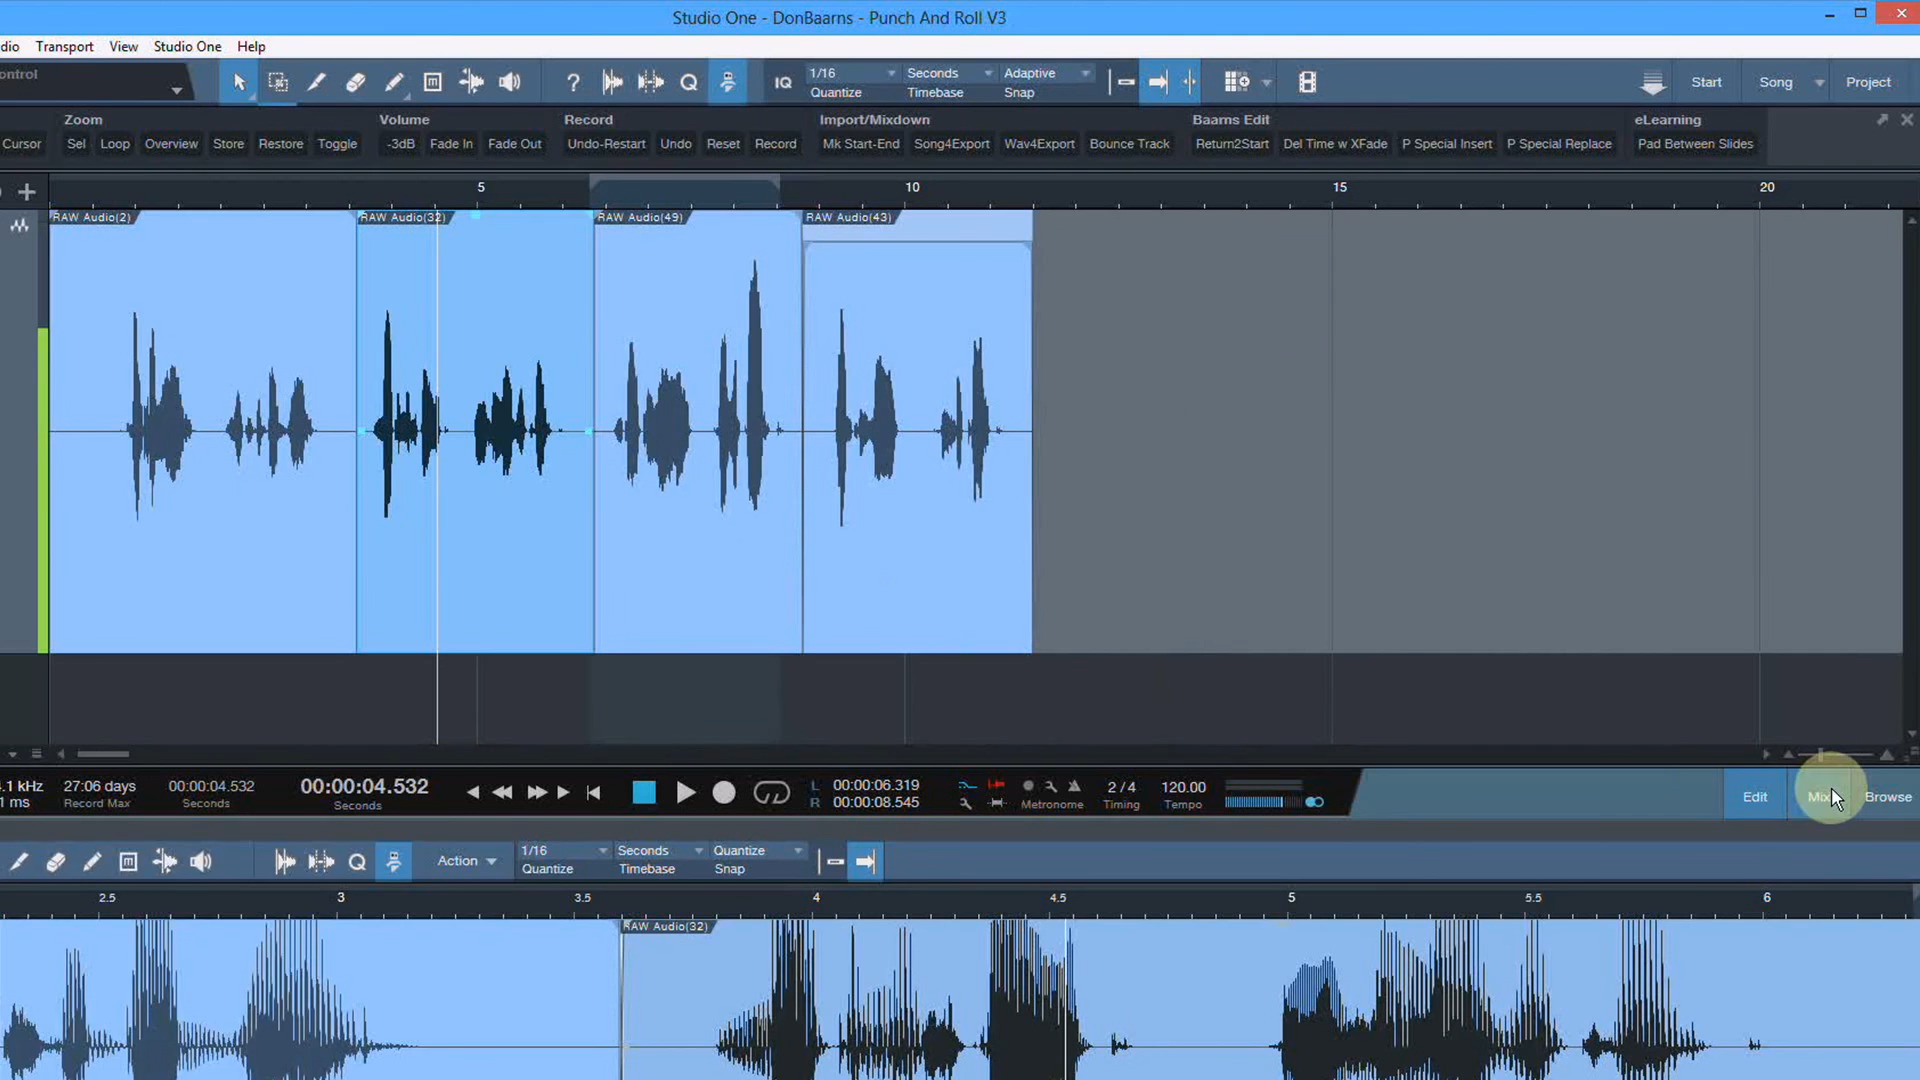 Studio One - DonBaarns - Punch And Roll V3
dio Transport View Studio One Help
ontrol
? Q IQ 1/16 Seconds Adaptive Start Song Project
Quantize Timebase Snap
Zoom Volume Record Import/Mixdown Baarns Edit eLearning
Cursor Sel Loop Overview Store Restore Toggle -3dB Fade In Fade Out Undo-Restart Undo Reset Record Mk Start-End Song4Export Wav4Export Bounce Track Return2Start Del Time w XFade P Special Insert P Special Replace Pad Between Slides
5 10 15 20
RAW Audio(2) RAW Audio(32) RAW Audio(49) RAW Audio(43)
.1 kHz 27:06 days 00:00:04.532 00:00:04.532 L 00:00:06.319 2 / 4 120.00 Edit Mix Browse
1 ms Record Max Seconds Seconds R 00:00:08.545 Metronome Timing Tempo
Q Action 1/16 Seconds Quantize
Quantize Timebase Snap
2.5 3 3.5 4 4.5 5 5.5 6
RAW Audio(32)